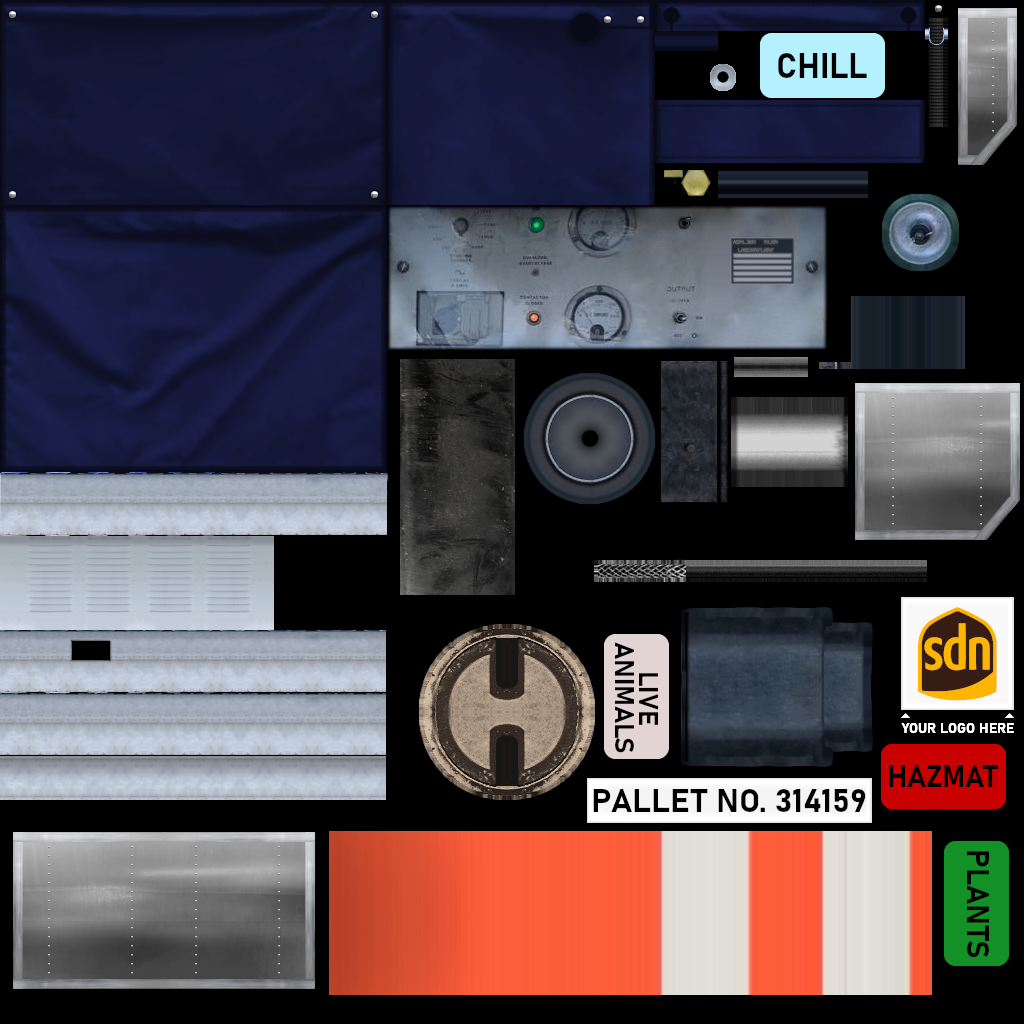 CHILL
OUTPUT
LIVE
ANIMALS
sdn
YOUR LOGO HERE
HAZMAT
PALLET NO. 314159
PLANTS